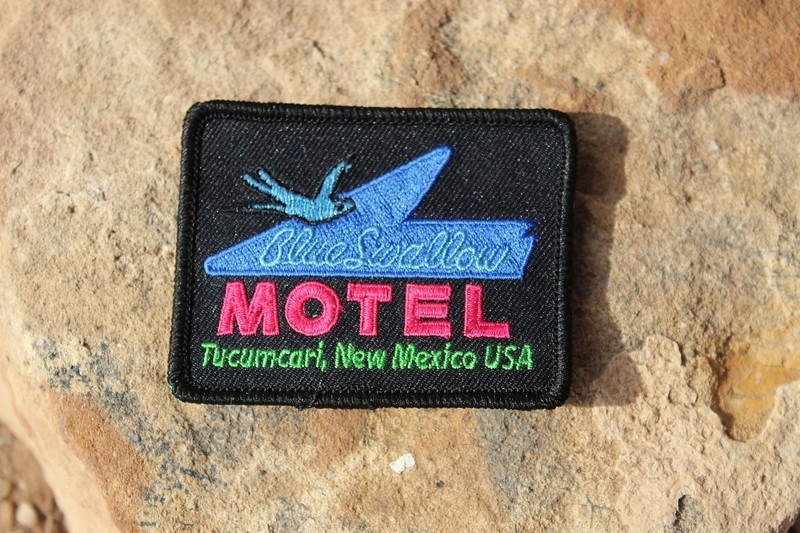 Blue Swallow
MOTEL
Tucumcari, New Mexico USA